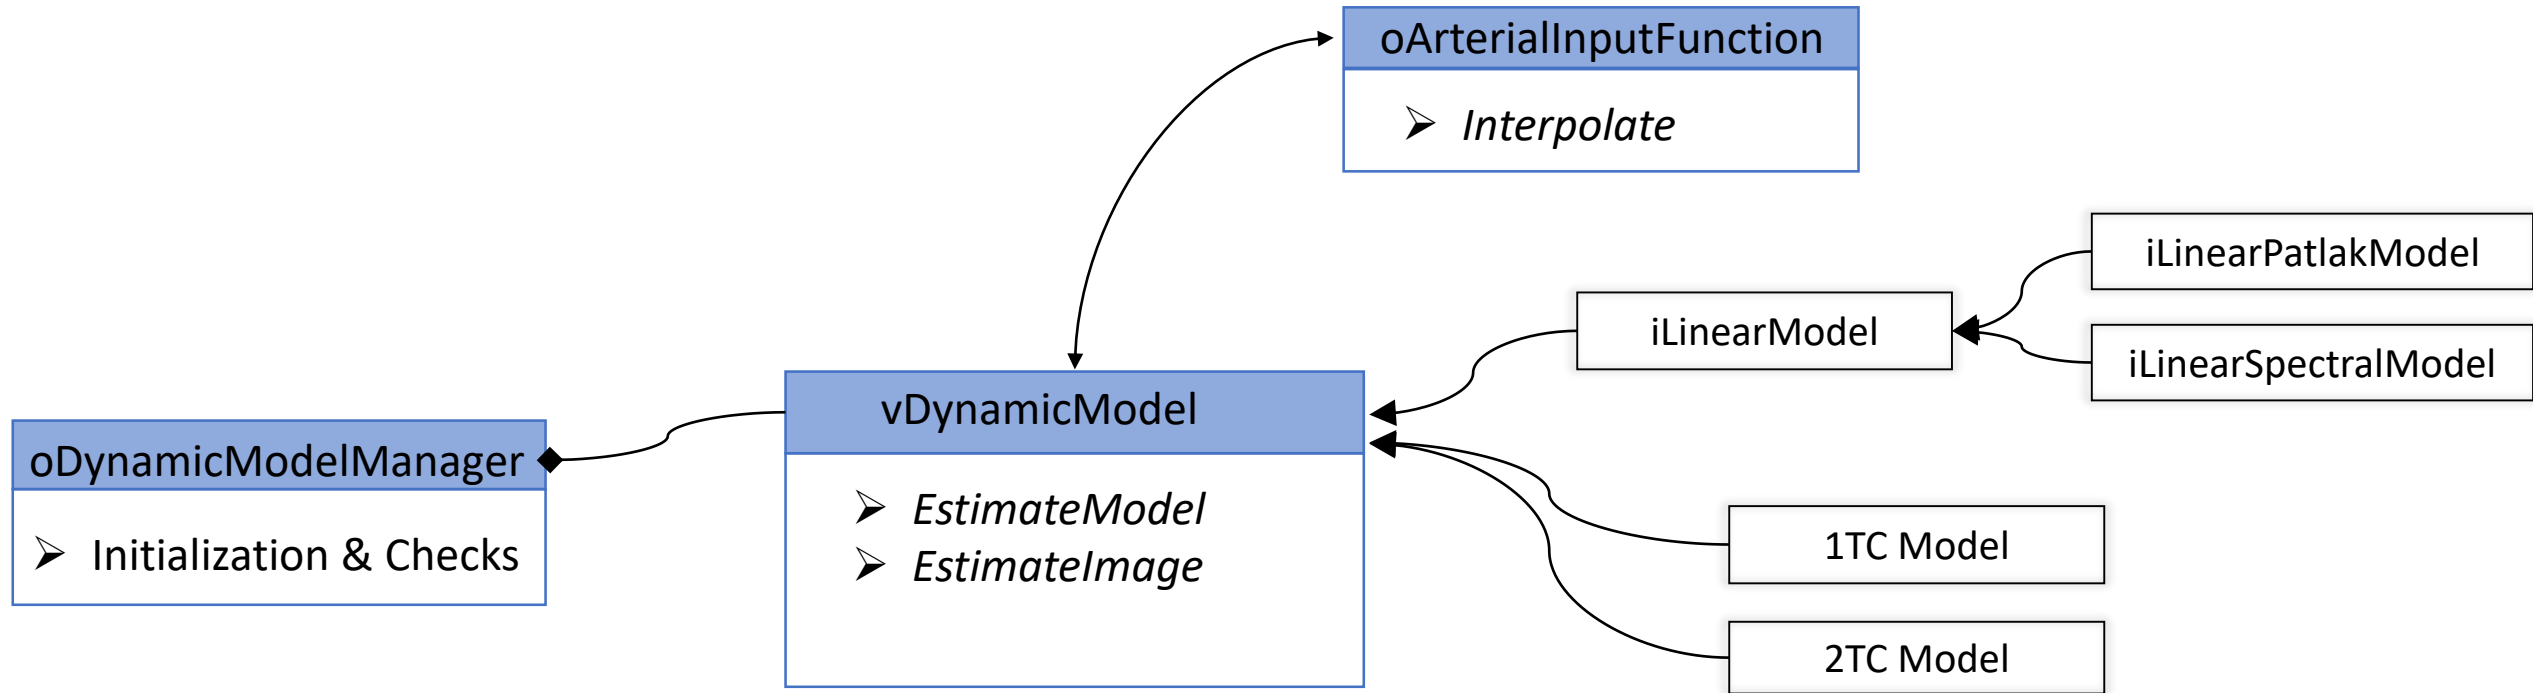 oArterialInputFunction
➢ Interpolate
iLinearPatlakModel
iLinearModel
iLinearSpectralModel
vDynamicModel
➢ EstimateModel
➢ EstimateImage
oDynamicModelManager
➢ Initialization & Checks
1TC Model
2TC Model